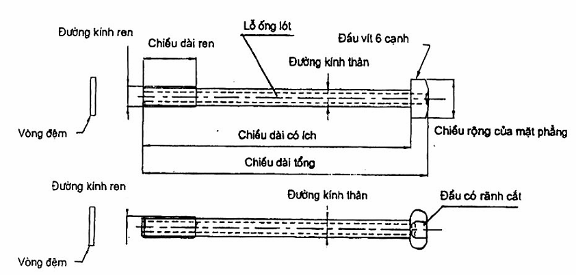 Đường kính ren
Chiều dài ren
Lỗ ống lót
Đầu vít 6 cạnh
Đường kính thân
Vòng đệm
Chiều dài có ích
Chiều rộng của mặt phẳng
Chiều dài tổng
Đường kính ren
Đường kính thân
Đầu có rãnh cắt
Vòng đệm